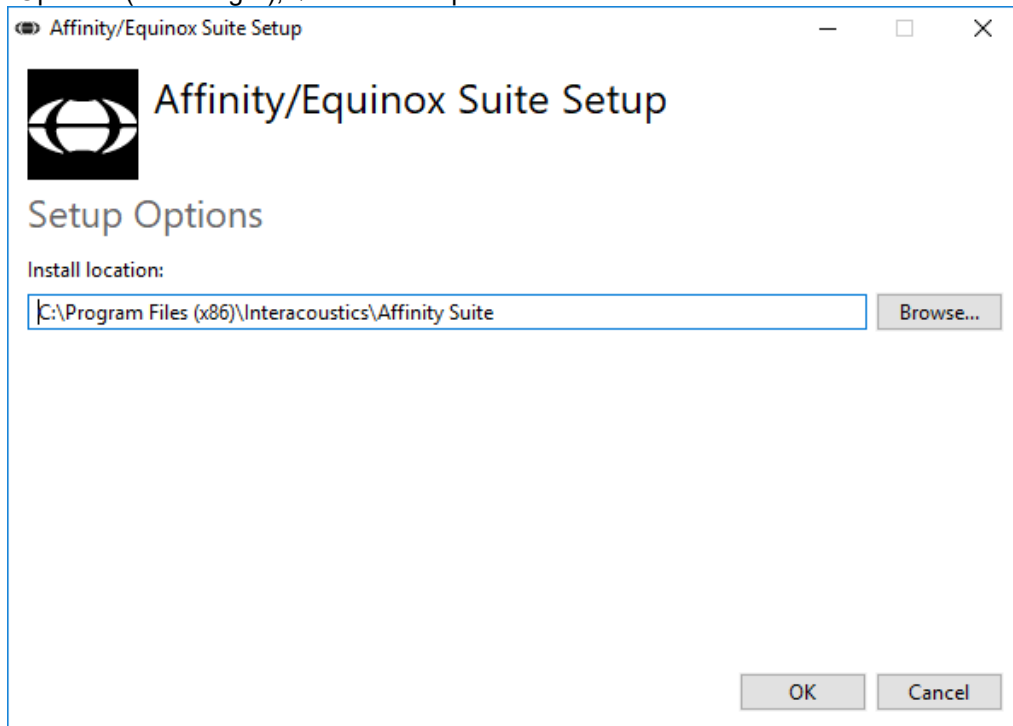 Affinity/Equinox Suite Setup
Affinity/Equinox Suite Setup
Setup Options
Install location:
C:\Program Files (x86)\Interacoustics\Affinity Suite
Browse...
OK
Cancel